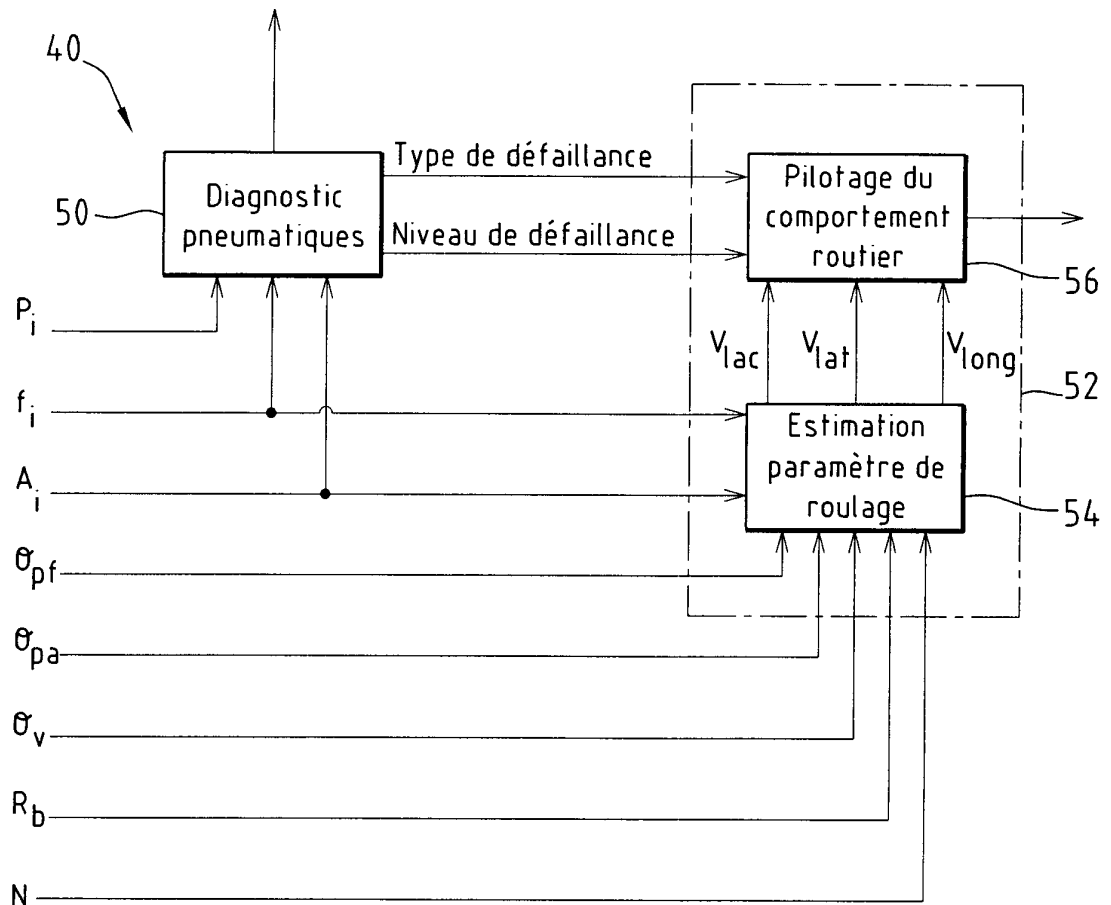 40
Type de défaillance
Diagnostic
pneumatiques
50
Niveau de défaillance
Pilotage du
comportement
routier
56
P_i
V_lac
V_lat
V_long
52
f_i
A_i
Estimation
paramètre de
roulage
54
θ_pf
θ_pa
θ_v
R_b
N